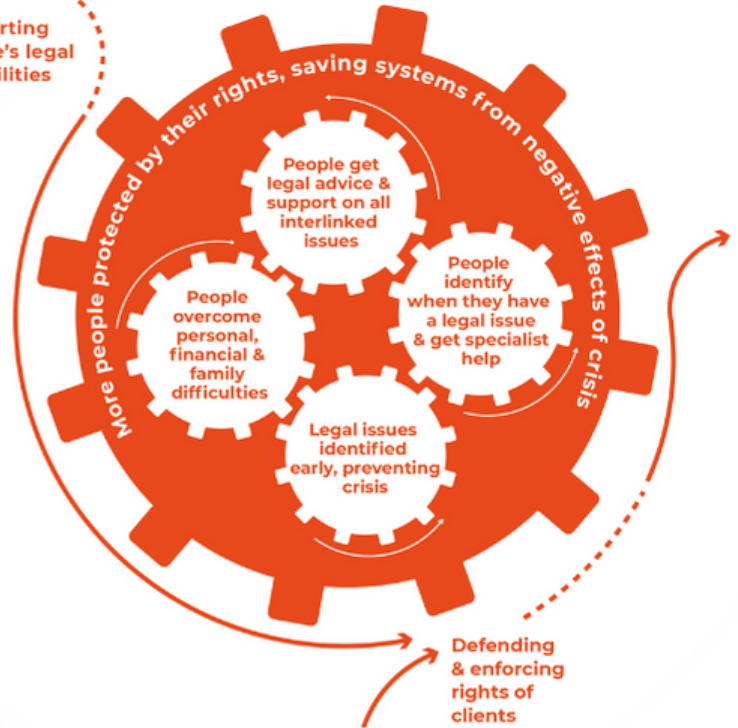 rting
e's legal
ilities
More people protected by their rights, saving systems from negative effects of crisis
People get
legal advice &
support on all
interlinked
issues
People
identify
when they have
a legal issue
& get specialist
help
People
overcome
personal,
financial &
family
difficulties
Legal issues
identified
early, preventing
crisis
Defending
& enforcing
rights of
clients